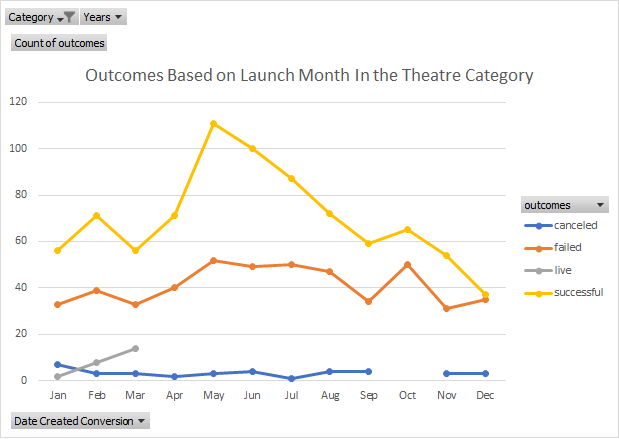 Category Years
Count of outcomes
Outcomes Based on Launch Month In the Theatre Category
120
100
80
60
40
20
0
Jan Feb Mar Apr May Jun Jul Aug Sep Oct Nov Dec
outcomes
canceled
failed
live
successful
Date Created Conversion